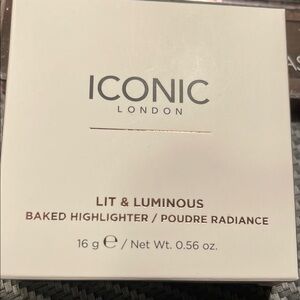 ICONIC
LONDON
LIT & LUMINOUS
BAKED HIGHLIGHTER / POUDRE RADIANCE
16 g ℮ / Net Wt. 0.56 oz.